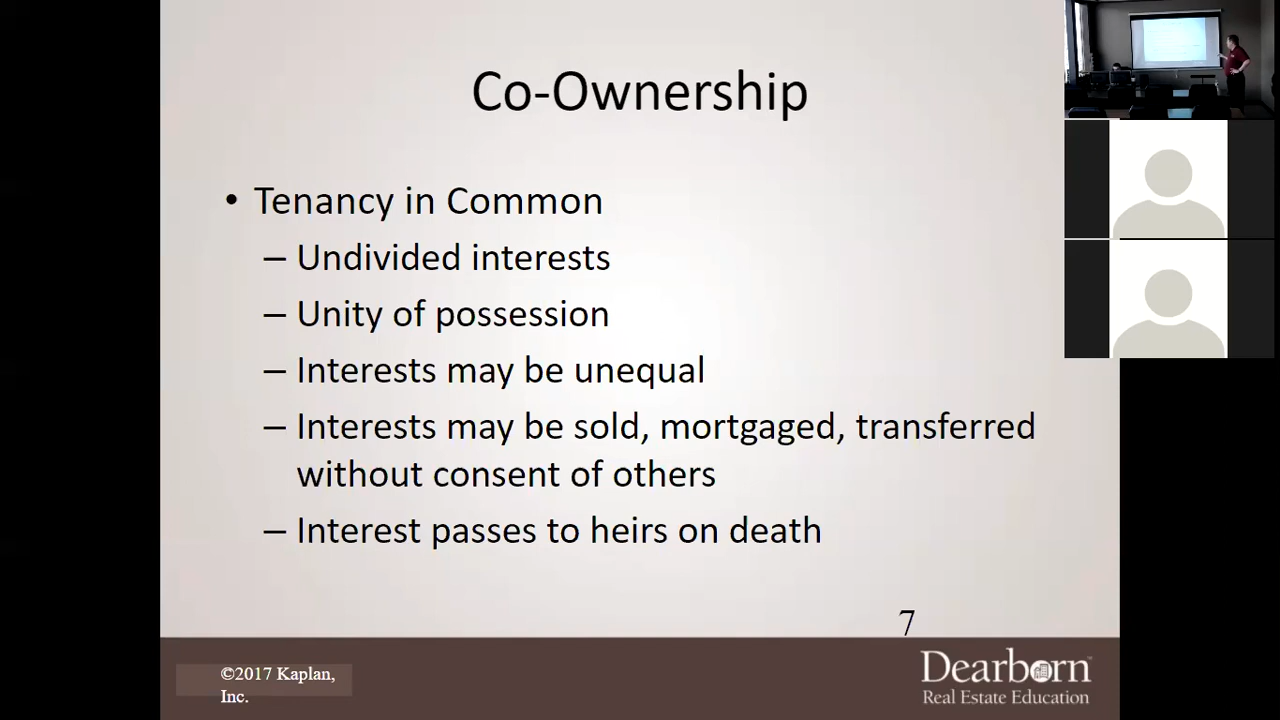 Co-Ownership
• Tenancy in Common
– Undivided interests
– Unity of possession
– Interests may be unequal
– Interests may be sold, mortgaged, transferred
without consent of others
– Interest passes to heirs on death
7
©2017 Kaplan,
Inc.
Dearborn™
Real Estate Education